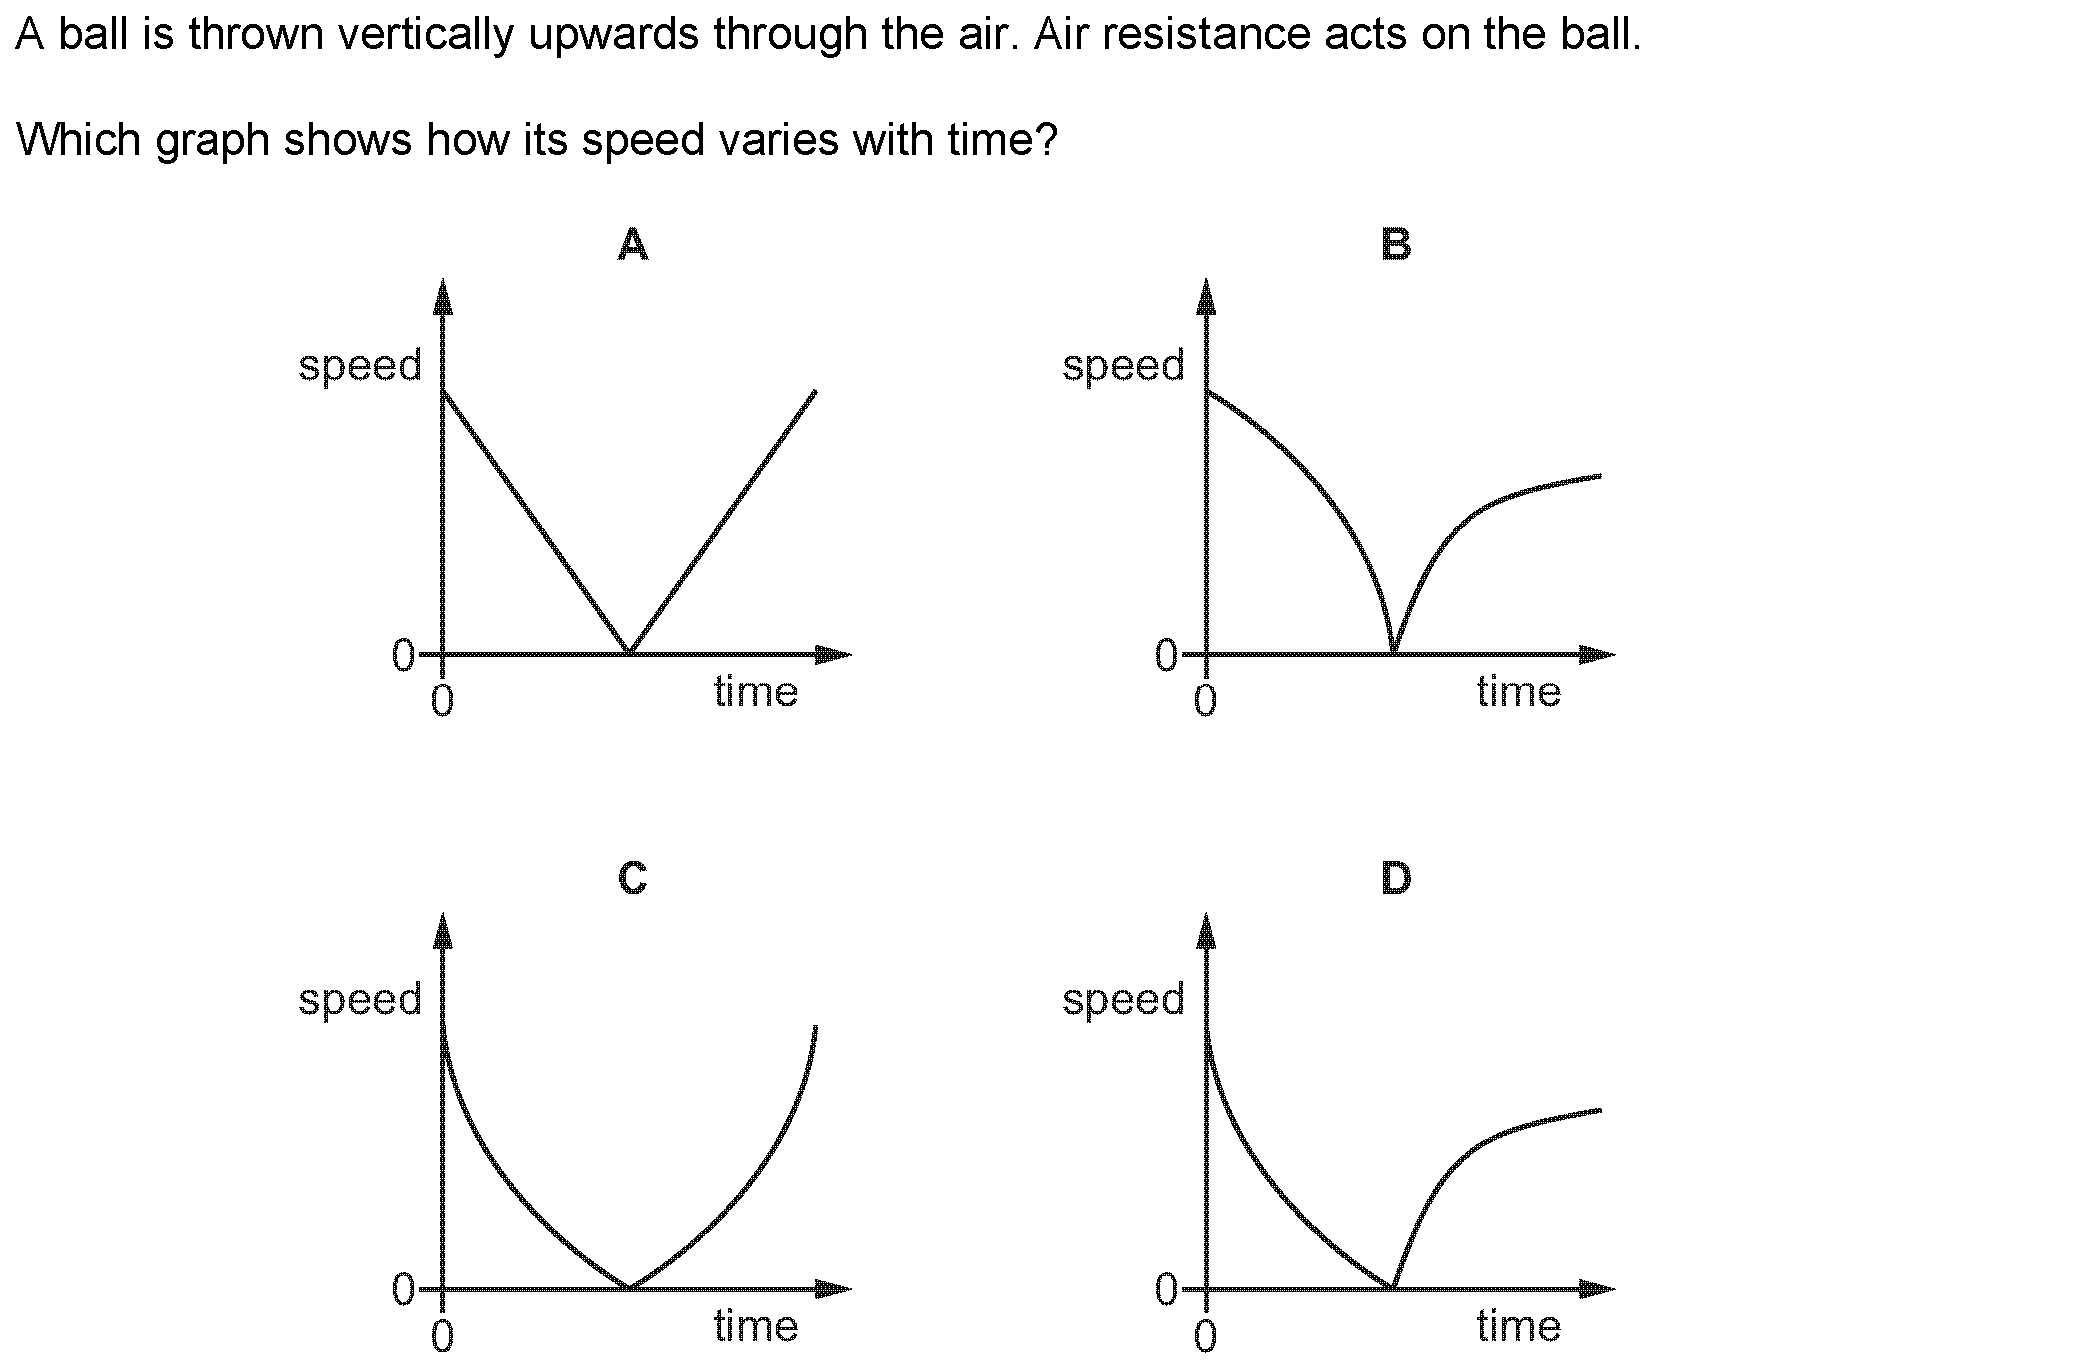 A ball is thrown vertically upwards through the air. Air resistance acts on the ball.
Which graph shows how its speed varies with time?
A
speed
0
0
time
B
speed
0
0
time
C
speed
0
0
time
D
speed
0
0
time